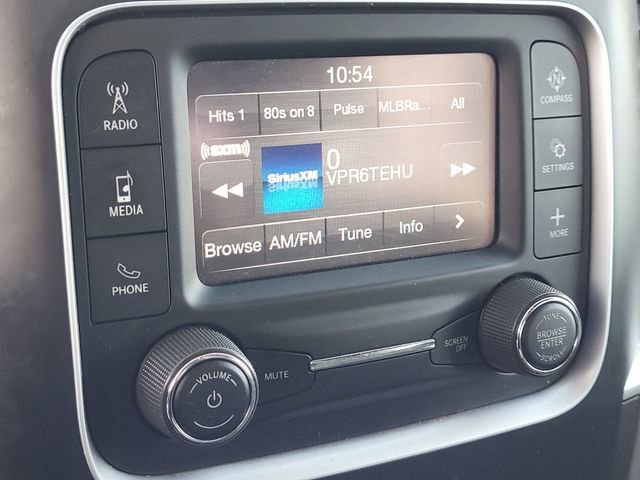 10:54
Hits 1 80s on 8 Pulse MLBRa... All
((SXM))
SiriusXM
0
VPR6TEHU
Browse AM/FM Tune Info
RADIO
MEDIA
PHONE
N
COMPASS
SETTINGS
MORE
VOLUME
MUTE
SCREEN
OFF
TUNE
BROWSE
ENTER
SCROLL